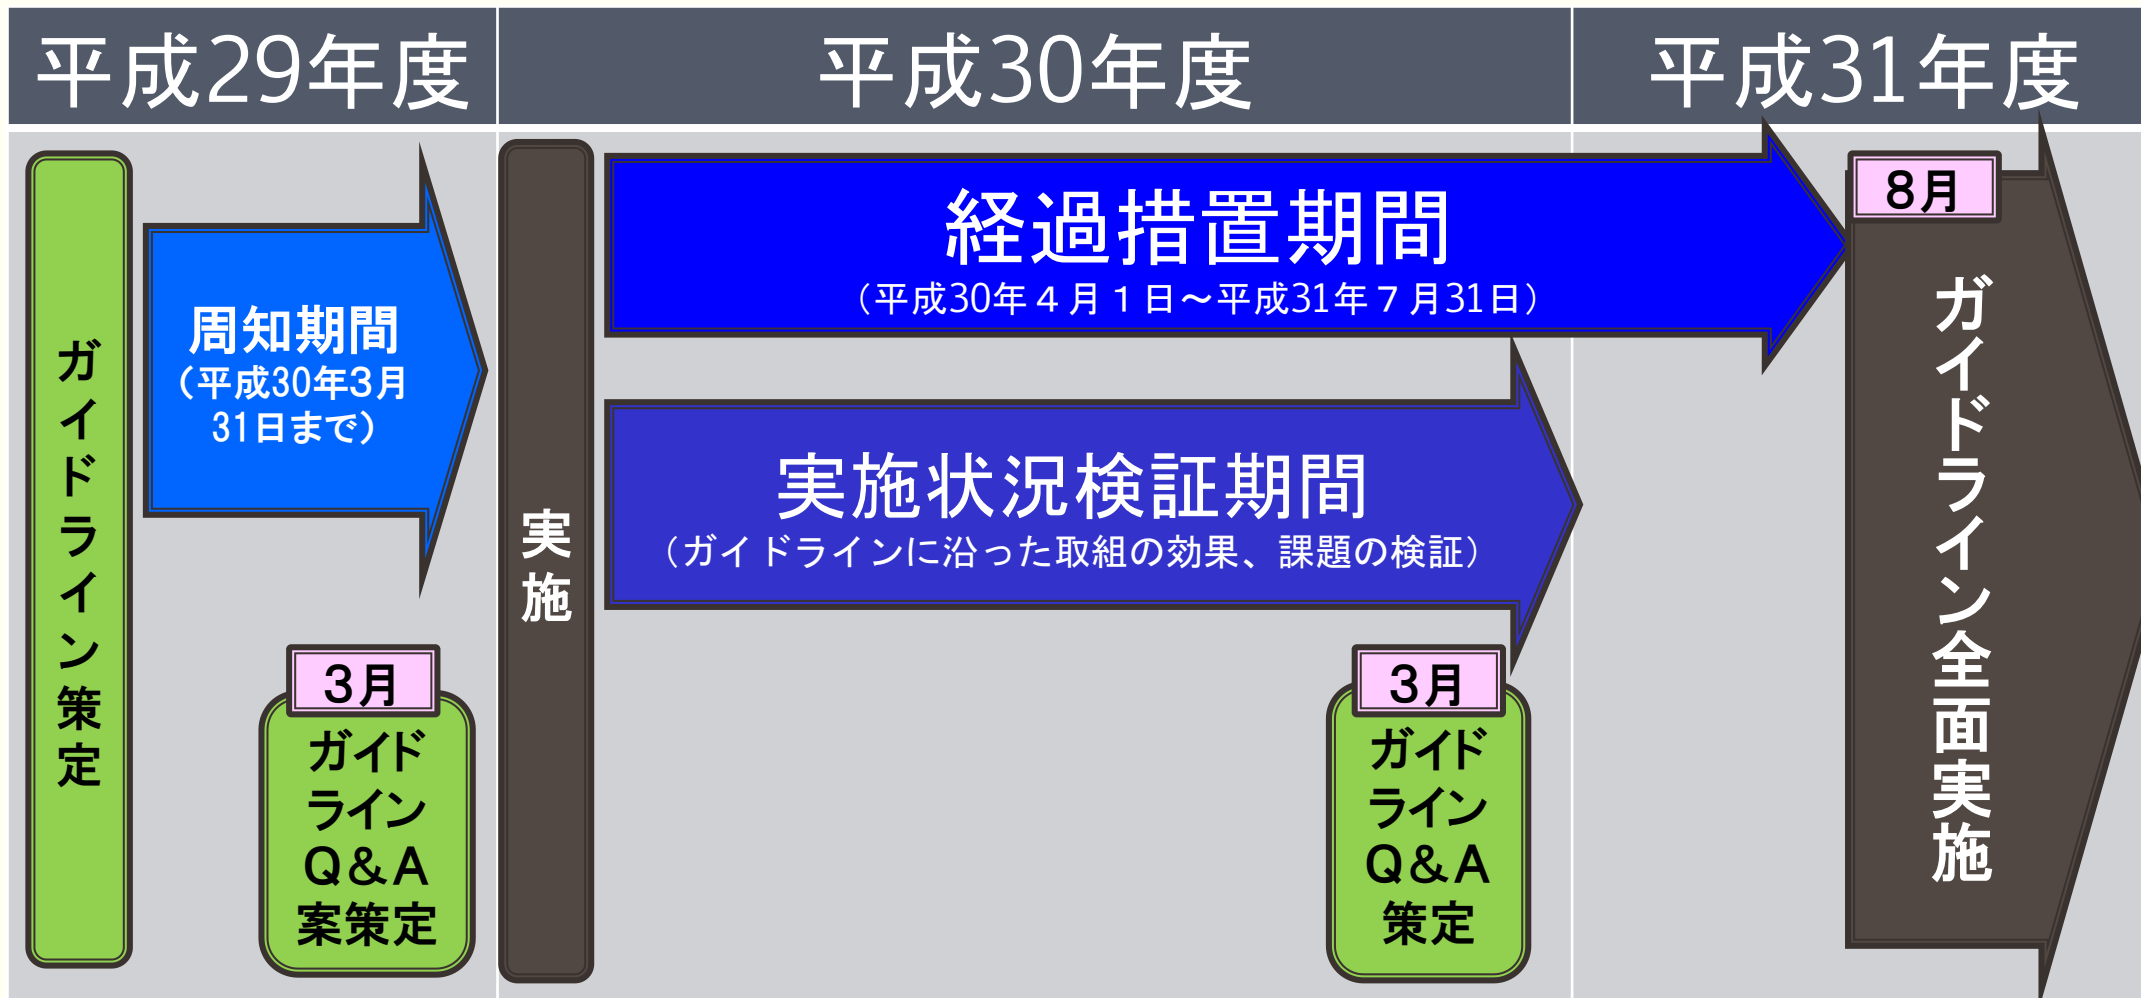 平成29年度
平成30年度
平成31年度
ガイドライン策定
周知期間
（平成30年3月
31日まで）
3月
ガイド
ライン
Ｑ＆Ａ
案策定
実施
経過措置期間
（平成30年４月１日～平成31年７月31日）
実施状況検証期間
（ガイドラインに沿った取組の効果、課題の検証）
3月
ガイド
ライン
Ｑ＆Ａ
策定
8月
ガイドライン全面実施